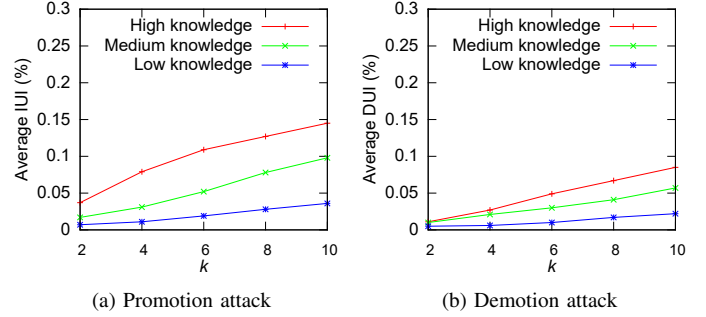 High knowledge
Medium knowledge
Low knowledge
Average IUI (%)
0.3
0.25
0.2
0.15
0.1
0.05
0
2 4 6 8 10
k
(a) Promotion attack
High knowledge
Medium knowledge
Low knowledge
Average DUI (%)
0.3
0.25
0.2
0.15
0.1
0.05
0
2 4 6 8 10
k
(b) Demotion attack